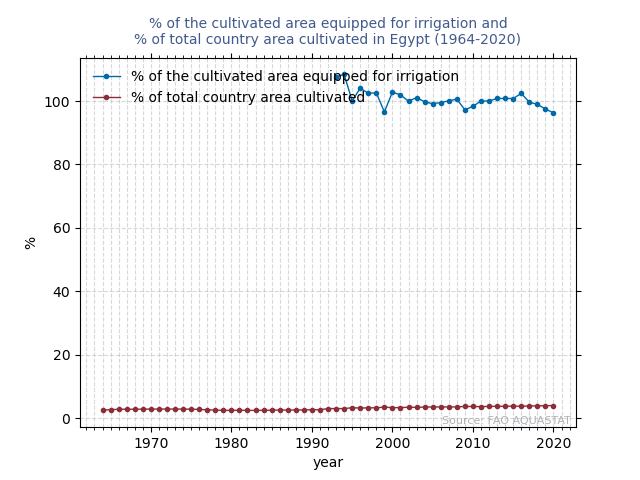 % of the cultivated area equipped for irrigation and
% of total country area cultivated in Egypt (1964-2020)
% of the cultivated area equipped for irrigation
% of total country area cultivated
100
80
60
40
20
0
%
Source: FAO AQUASTAT
1970 1980 1990 2000 2010 2020
year